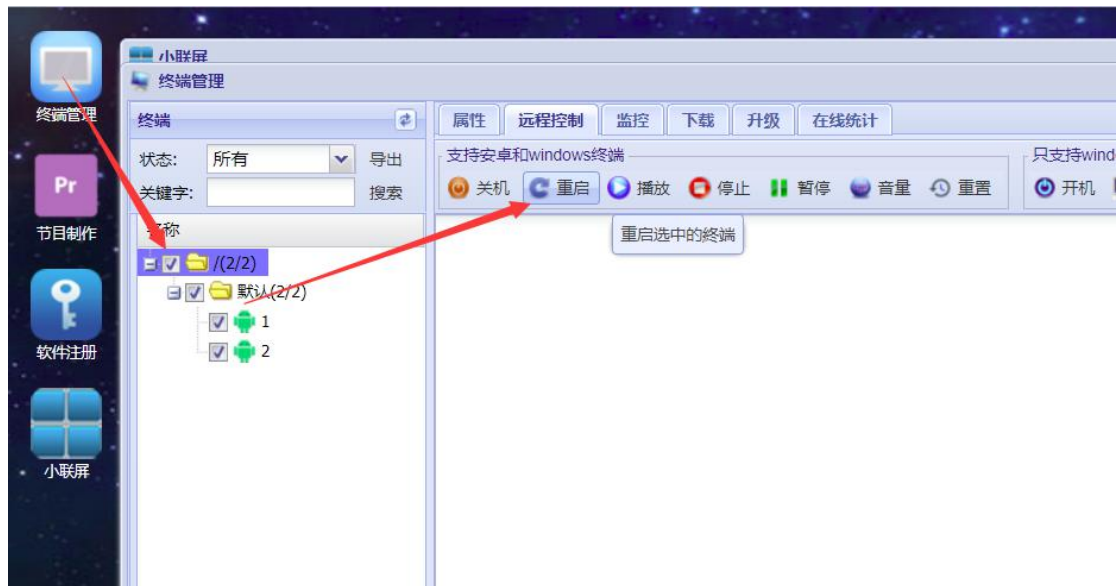 小联屏
终端管理
终端管理
终端
属性 远程控制 监控 下载 升级 在线统计
状态: 所有 导出
支持安卓和windows终端
只支持wind
关键字: 搜索
关机 重启 播放 停止 暂停 音量 重置
开机
Pr
节目制作
名称
重启选中的终端
/(2/2)
默认(2/2)
1
2
软件注册
小联屏